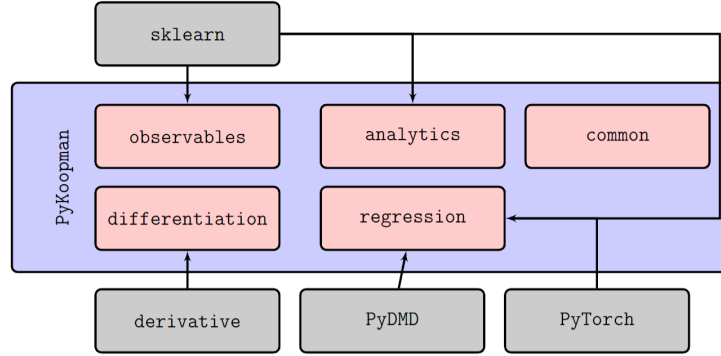 sklearn
PyKoopman
observables
analytics
common
differentiation
regression
derivative
PyDMD
PyTorch